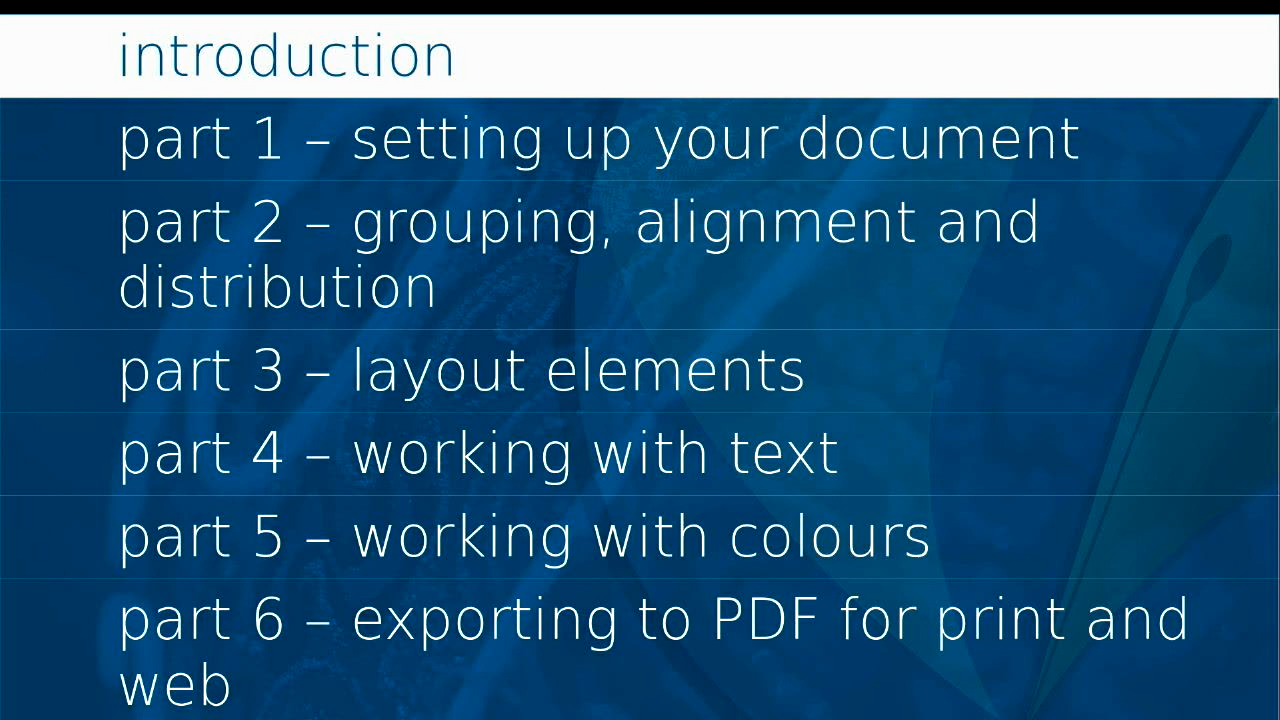 introduction
part 1 – setting up your document
part 2 – grouping, alignment and
distribution
part 3 – layout elements
part 4 – working with text
part 5 – working with colours
part 6 – exporting to PDF for print and
web